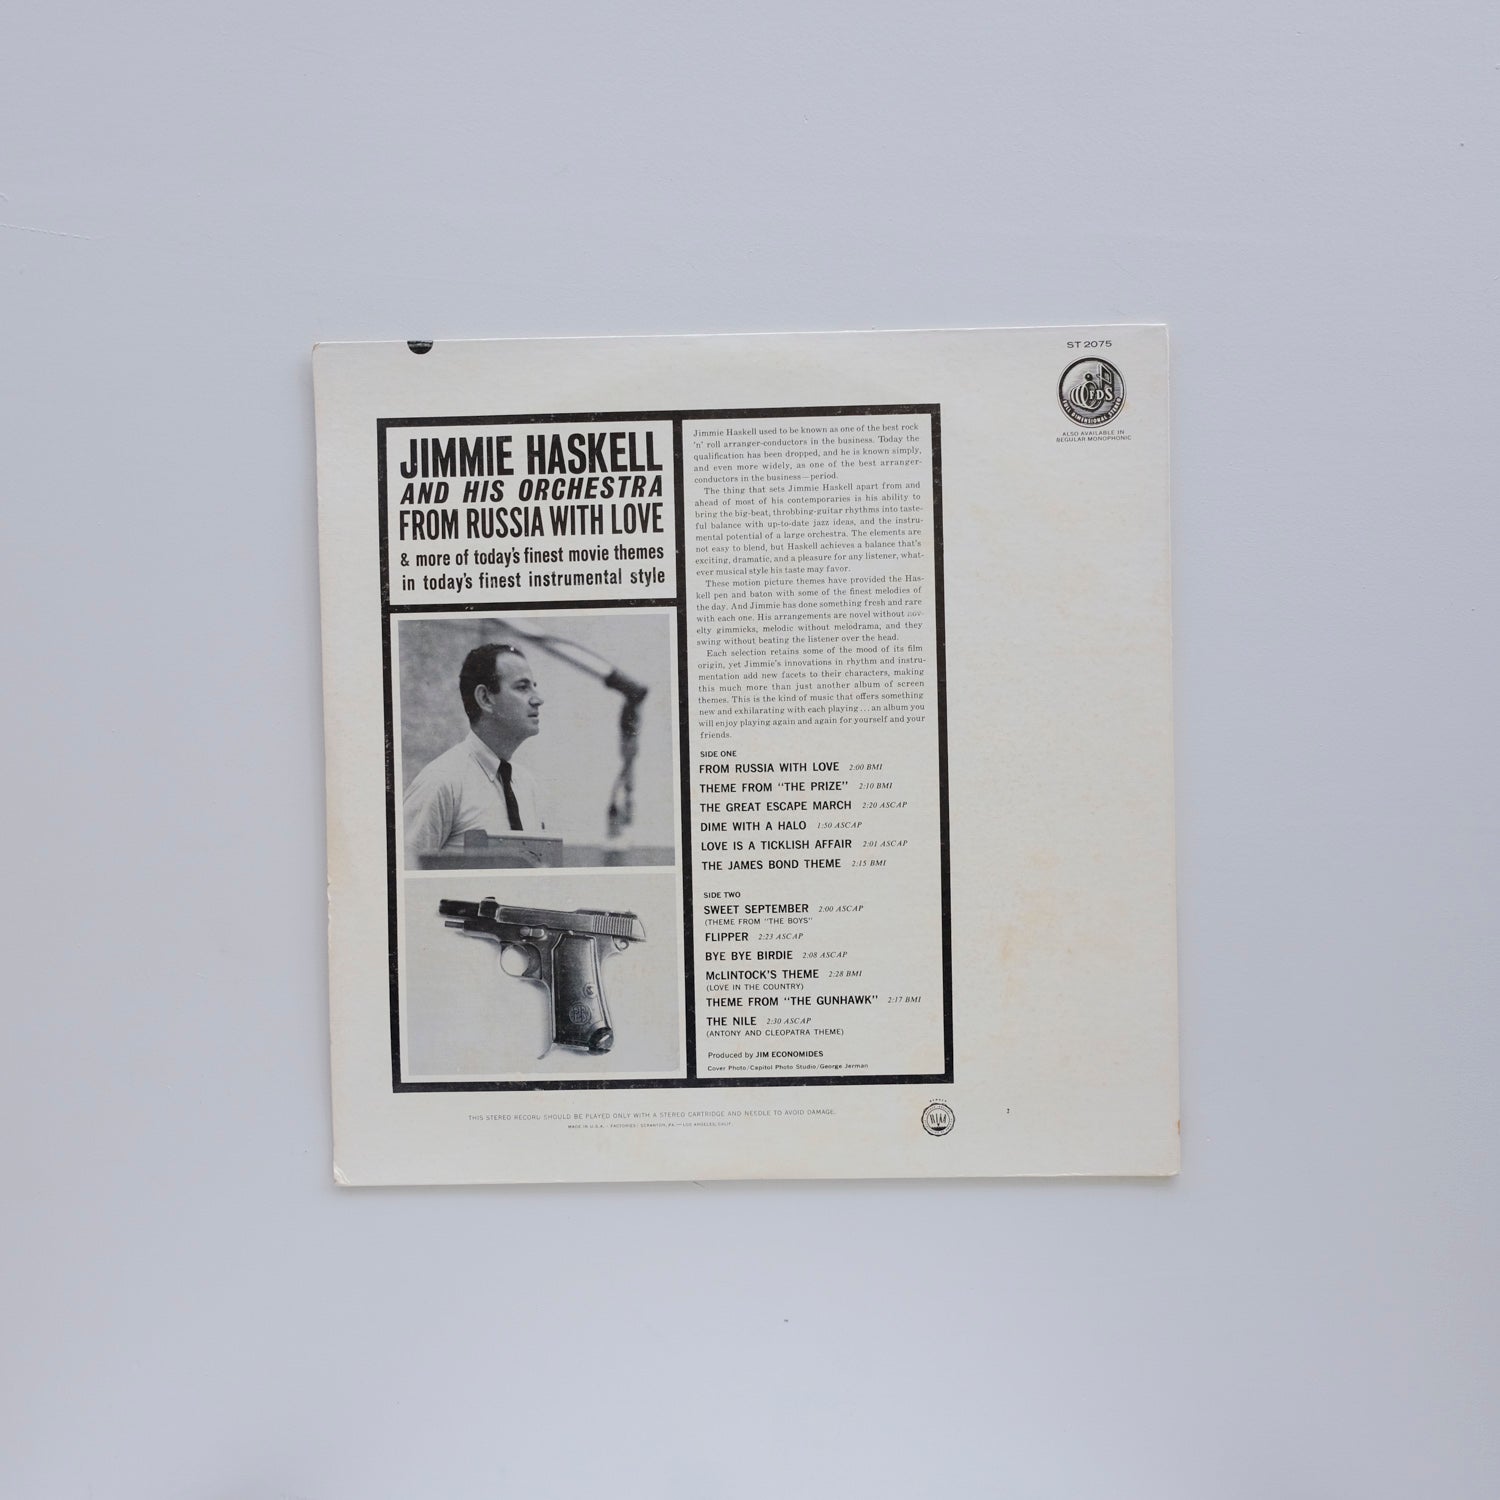 ST 2075
FDS
FULL DIMENSIONAL STEREO
ALSO AVAILABLE IN
REGULAR MONOPHONIC
JIMMIE HASKELL
AND HIS ORCHESTRA
FROM RUSSIA WITH LOVE
& more of today's finest movie themes
in today's finest instrumental style
Jimmie Haskell used to be known as one of the best rock
'n' roll arranger-conductors in the business. Today the
qualification has been dropped, and he is known simply,
and even more widely, as one of the best arranger-
conductors in the business—period.
The thing that sets Jimmie Haskell apart from and
ahead of most of his contemporaries is his ability to
bring the big-beat, throbbing-guitar rhythms into taste-
ful balance with up-to-date jazz ideas, and the instru-
mental potential of a large orchestra. The elements are
not easy to blend, but Haskell achieves a balance that's
exciting, dramatic, and a pleasure for any listener, what-
ever musical style his taste may favor.
These motion picture themes have provided the Has-
kell pen and baton with some of the finest melodies of
the day. And Jimmie has done something fresh and rare
with each one. His arrangements are novel without nov-
elty gimmicks, melodic without melodrama, and they
swing without beating the listener over the head.
Each selection retains some of the mood of its film
origin, yet Jimmie's innovations in rhythm and instru-
mentation add new facets to their characters, making
this much more than just another album of screen
themes. This is the kind of music that offers something
new and exhilarating with each playing...an album you
will enjoy playing again and again for yourself and your
friends.
SIDE ONE
FROM RUSSIA WITH LOVE 2:00 BMI
THEME FROM "THE PRIZE" 2:10 BMI
THE GREAT ESCAPE MARCH 2:20 ASCAP
DIME WITH A HALO 1:50 ASCAP
LOVE IS A TICKLISH AFFAIR 2:01 ASCAP
THE JAMES BOND THEME 2:15 BMI
SIDE TWO
SWEET SEPTEMBER 2:00 ASCAP
(THEME FROM "THE BOYS"
FLIPPER 2:23 ASCAP
BYE BYE BIRDIE 2:08 ASCAP
McLINTOCK'S THEME 2:28 BMI
(LOVE IN THE COUNTRY)
THEME FROM "THE GUNHAWK" 2:17 BMI
THE NILE 2:30 ASCAP
(ANTONY AND CLEOPATRA THEME)
Produced by JIM ECONOMIDES
Cover Photo/Capitol Photo Studio/George Jerman
THIS STEREO RECORD SHOULD BE PLAYED ONLY WITH A STEREO CARTRIDGE AND NEEDLE TO AVOID DAMAGE.
MADE IN U.S.A. · FACTORIES: SCRANTON, PA.—LOS ANGELES, CALIF.
RIAA
2